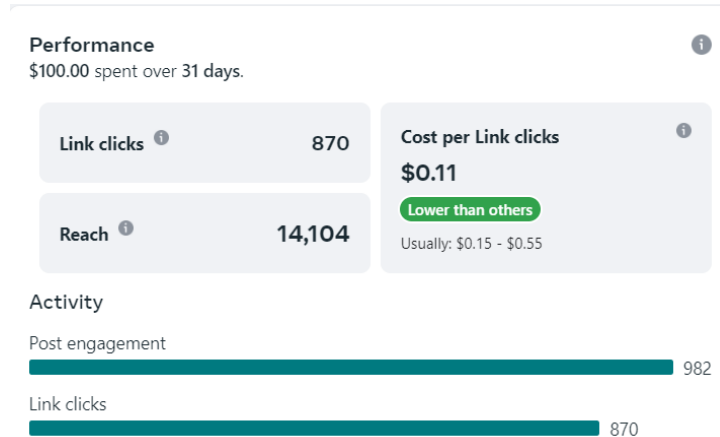 Performance
$100.00 spent over 31 days.
Link clicks 870
Reach 14,104
Cost per Link clicks
$0.11
Lower than others
Usually: $0.15 - $0.55
Activity
Post engagement
982
Link clicks
870